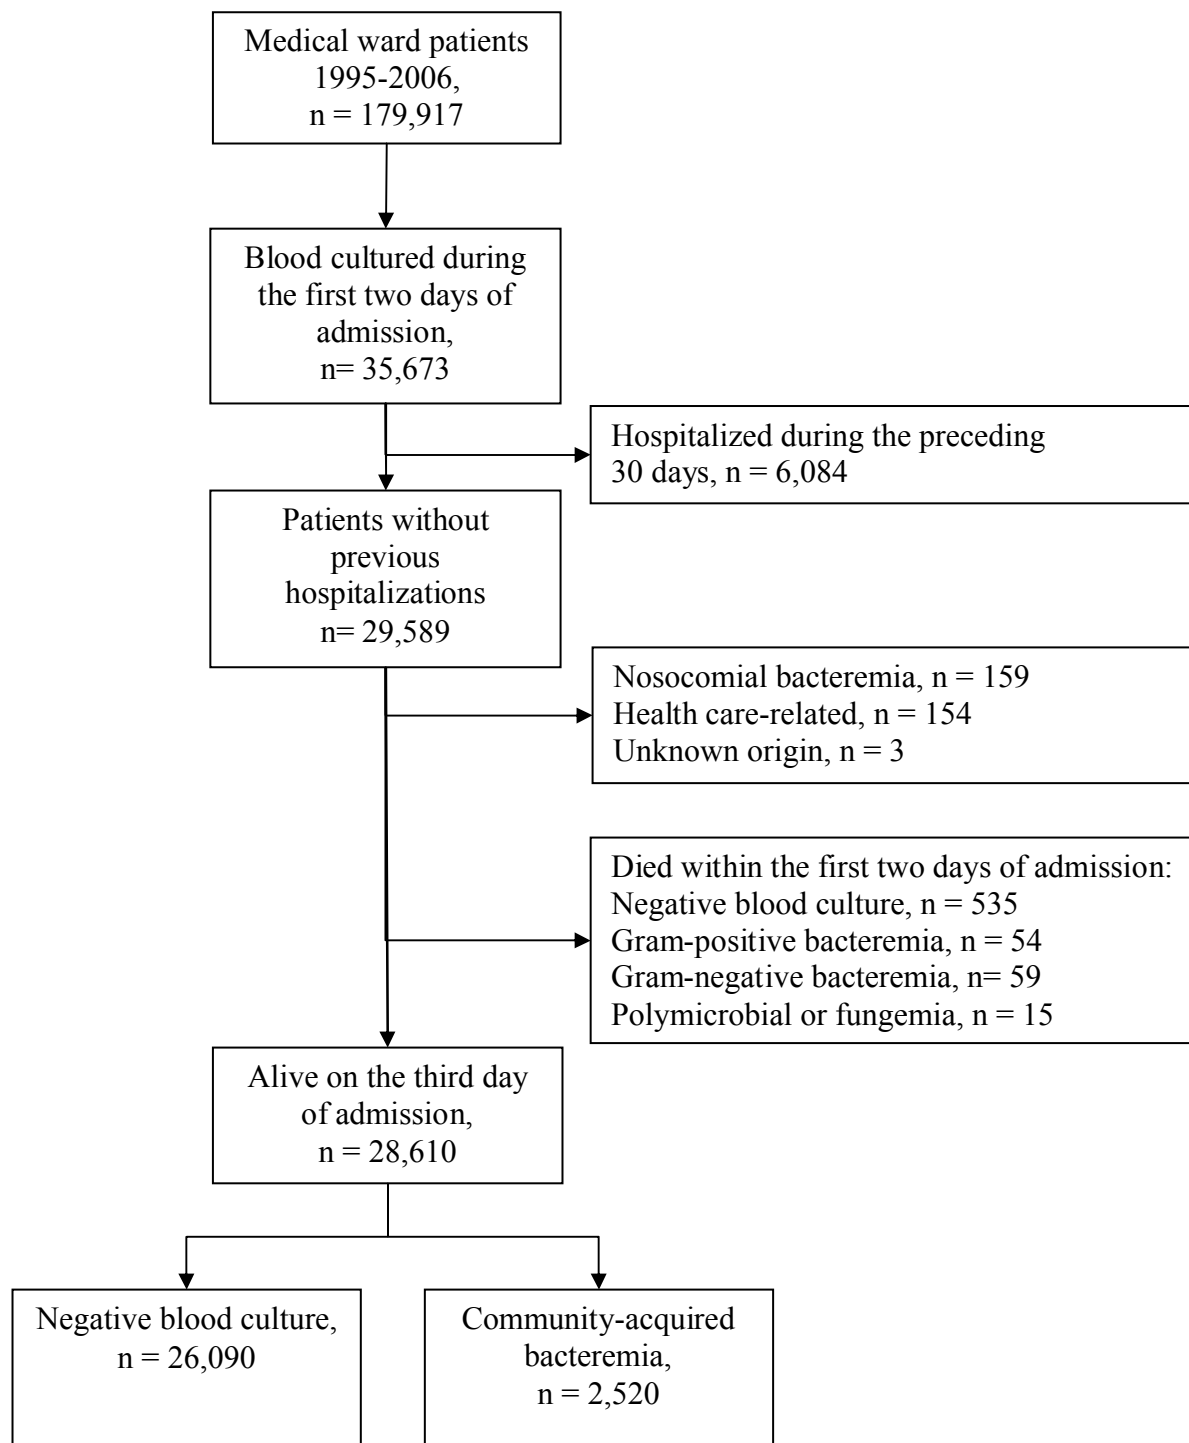 Medical ward patients
1995-2006,
n = 179,917
Blood cultured during
the first two days of
admission,
n= 35,673
Hospitalized during the preceding
30 days, n = 6,084
Patients without
previous
hospitalizations
n= 29,589
Nosocomial bacteremia, n = 159
Health care-related, n = 154
Unknown origin, n = 3
Died within the first two days of admission:
Negative blood culture, n = 535
Gram-positive bacteremia, n = 54
Gram-negative bacteremia, n= 59
Polymicrobial or fungemia, n = 15
Alive on the third day
of admission,
n = 28,610
Negative blood culture,
n = 26,090
Community-acquired
bacteremia,
n = 2,520